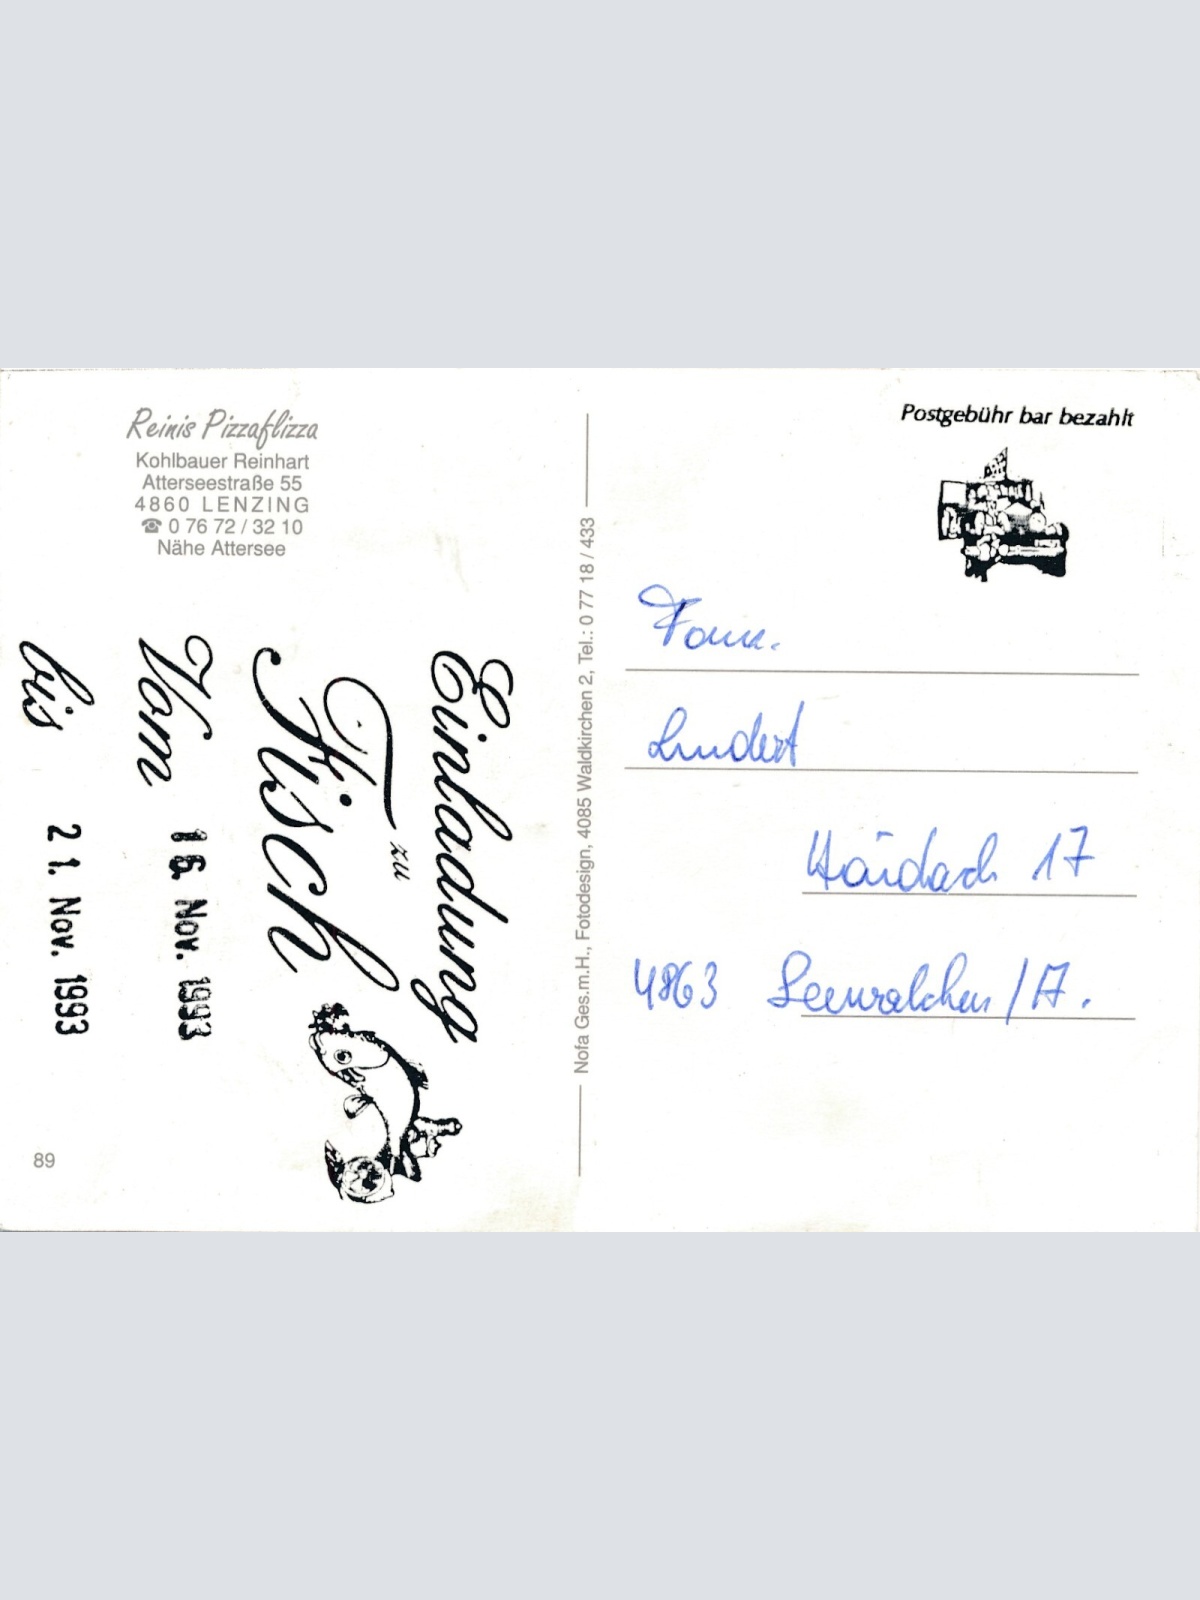 Reinis Pizzaflizza
Kohlbauer Reinhart
Atterseestraße 55
4860 LENZING
☎ 0 76 72 / 32 10
Nähe Attersee
Einladung
zu
Fisch
Vom 16. Nov. 1993
bis 21. Nov. 1993
89
Nofa Ges.m.H., Fotodesign, 4085 Waldkirchen 2, Tel.: 0 77 18 / 433
Postgebühr bar bezahlt
Fam.
Lindert
Haidach 17
4863 Seewalchen / A.